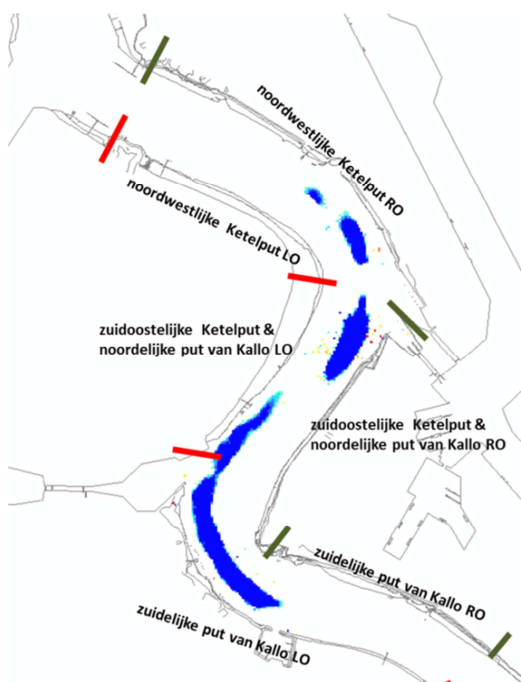 noordwestlijke Ketelput RO
noordwestlijke Ketelput LO
zuidoostelijke Ketelput &
noordelijke put van Kallo LO
zuidoostelijke Ketelput &
noordelijke put van Kallo RO
zuidelijke put van Kallo RO
zuidelijke put van Kallo LO